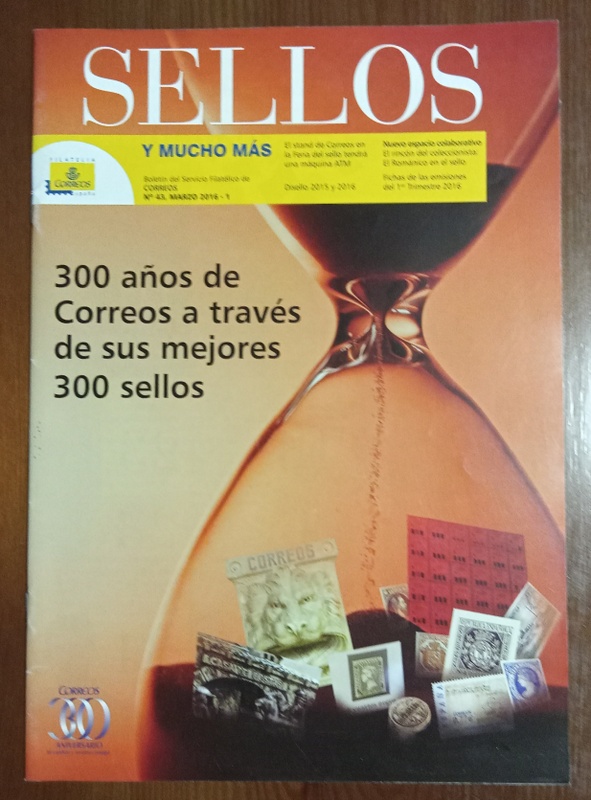 SELLOS
FILATELIA
CORREOS
ESPAÑA
Y MUCHO MÁS
Boletín del Servicio Filatélico de
CORREOS
Nº 43. MARZO 2016 - 1
El stand de Correos en
la Feria del sello tendrá
una máquina ATM
Diseño 2015 y 2016
Nuevo espacio colaborativo
El rincón del coleccionista:
El Románico en el sello
Fichas de las emisiones
del 1er Trimestre 2016
300 años de
Correos a través
de sus mejores
300 sellos
CORREOS
CORREOS
300
ANIVERSARIO